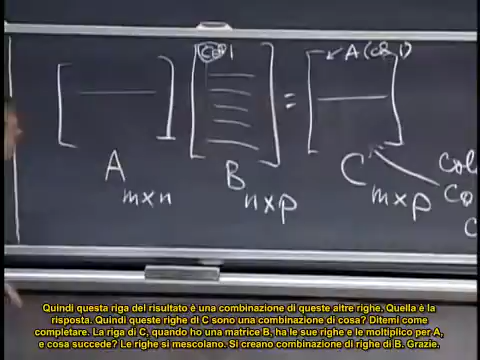 col 1
A (col 1)
=
A
m×n
B
n×p
C
m×p
Quindi questa riga del risultato è una combinazione di queste altre righe. Quella è la
risposta. Quindi queste righe di C sono una combinazione di cosa? Ditemi come
completare. La riga di C, quando ho una matrice B, ha le sue righe e le moltiplico per A,
e cosa succede? Le righe si mescolano. Si creano combinazione di righe di B. Grazie.